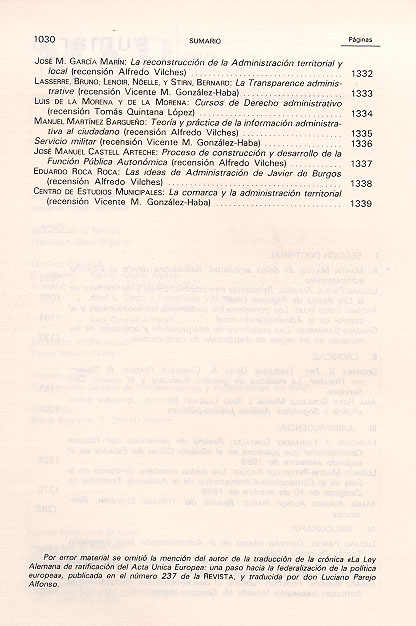 1030 SUMARIO Páginas
JOSÉ M. GARCÍA MARÍN: La reconstrucción de la Administración territorial y
local (recensión Alfredo Vilches) ........................ 1332
LASSERRE, BRUNO; LENOIR, NÖELLE, Y STIRN, BERNARD: La Transparence adminis-
trative (recensión Vicente M. González-Haba) ........................ 1333
LUIS DE LA MORENA Y DE LA MORENA: Cursos de Derecho administrativo
(recensión Tomás Quintana López) ........................ 1334
MANUEL MARTÍNEZ BARGUEÑO: Teoría y práctica de la información administra-
tiva al ciudadano (recensión Alfredo Vilches) ........................ 1335
Servicio militar (recensión Vicente M. González-Haba) ........................ 1336
JOSÉ MANUEL CASTELL ARTECHE: Proceso de construcción y desarrollo de la
Función Pública Autonómica (recensión Alfredo Vilches) ........................ 1337
EDUARDO ROCA ROCA: Las ideas de Administración de Javier de Burgos
(recensión Alfredo Vilches) ........................ 1338
CENTRO DE ESTUDIOS MUNICIPALES: La comarca y la administración territorial
(recensión Vicente M. González-Haba) ........................ 1339
Por error material se omitió la mención del autor de la traducción de la crónica «La Ley
Alemana de ratificación del Acta Unica Europea: una paso hacia la federalización de la política
europea», publicada en el número 237 de la REVISTA, y traducida por don Luciano Parejo
Alfonso.